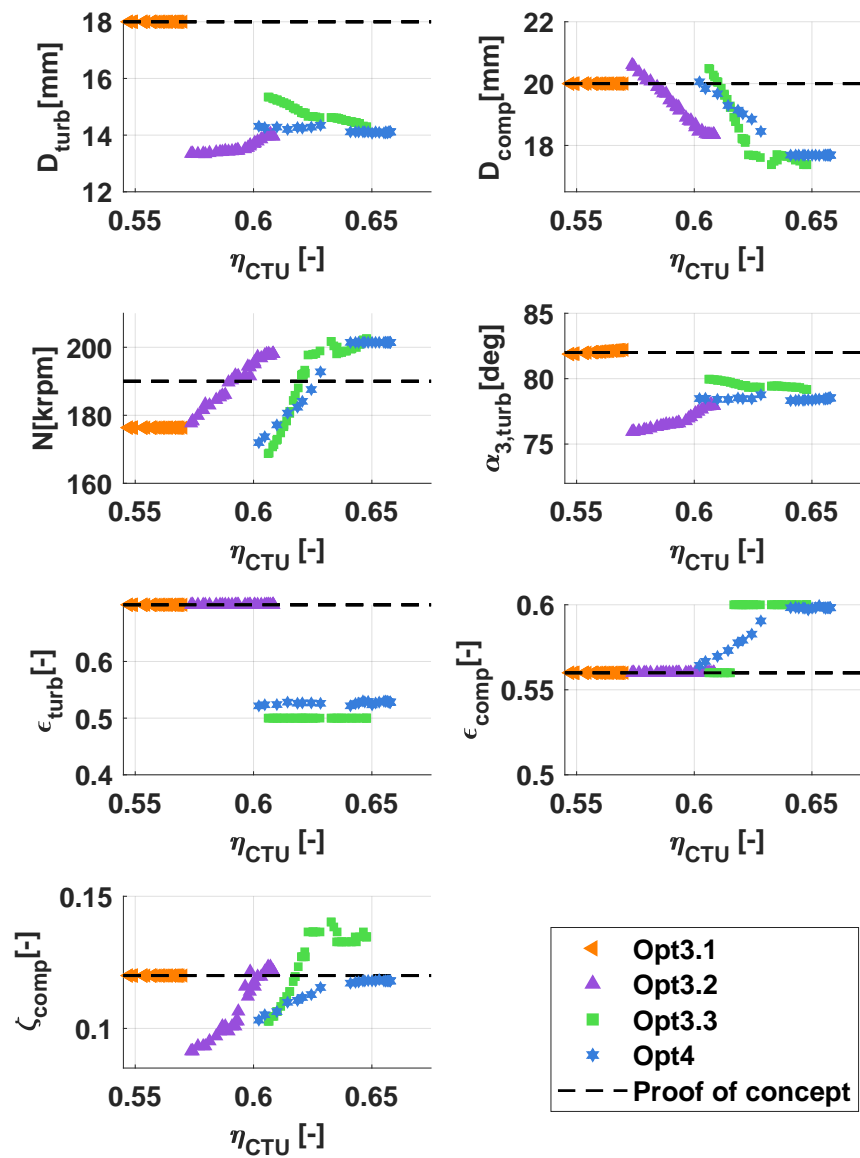 18
16
14
12
D_turb[mm]
0.55 0.6 0.65
η_CTU [-]
22
20
18
D_comp[mm]
0.55 0.6 0.65
η_CTU [-]
200
180
160
N[krpm]
0.55 0.6 0.65
η_CTU [-]
85
80
75
α_3,turb[deg]
0.55 0.6 0.65
η_CTU [-]
0.6
0.5
0.4
ϵ_turb[-]
0.55 0.6 0.65
η_CTU [-]
0.6
0.55
0.5
ϵ_comp[-]
0.55 0.6 0.65
η_CTU [-]
0.15
0.1
ζ_comp[-]
0.55 0.6 0.65
η_CTU [-]
Opt3.1
Opt3.2
Opt3.3
Opt4
Proof of concept